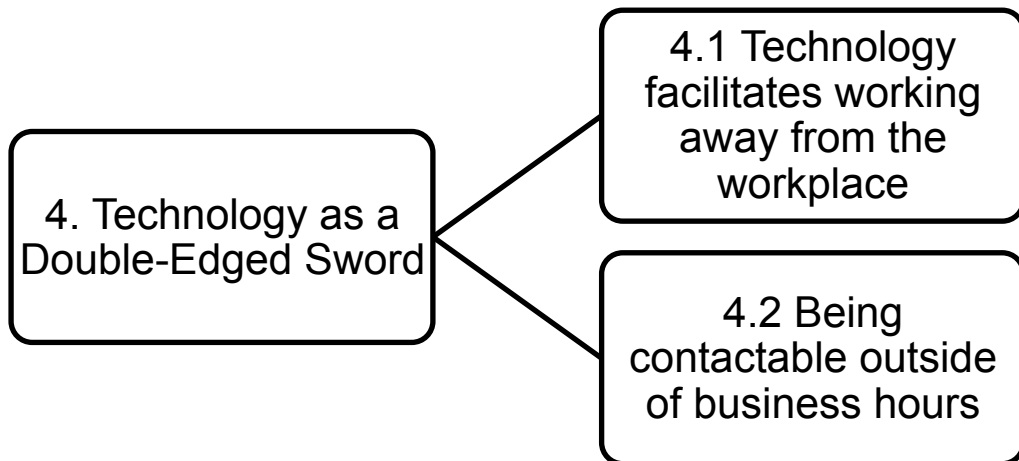 4. Technology as a
Double-Edged Sword
4.1 Technology
facilitates working
away from the
workplace
4.2 Being
contactable outside
of business hours